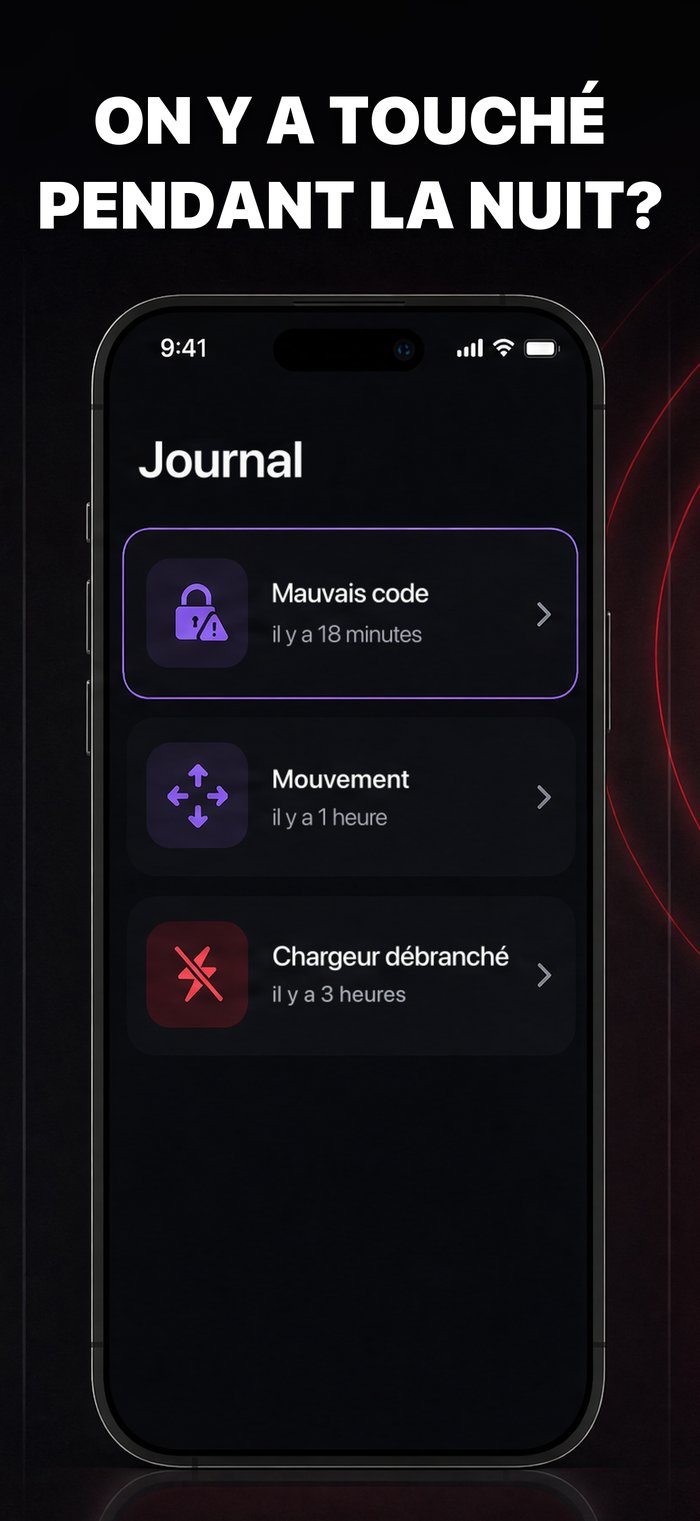 ON Y A TOUCHÉ
PENDANT LA NUIT?
9:41
Journal
Mauvais code
il y a 18 minutes
Mouvement
il y a 1 heure
Chargeur débranché
il y a 3 heures